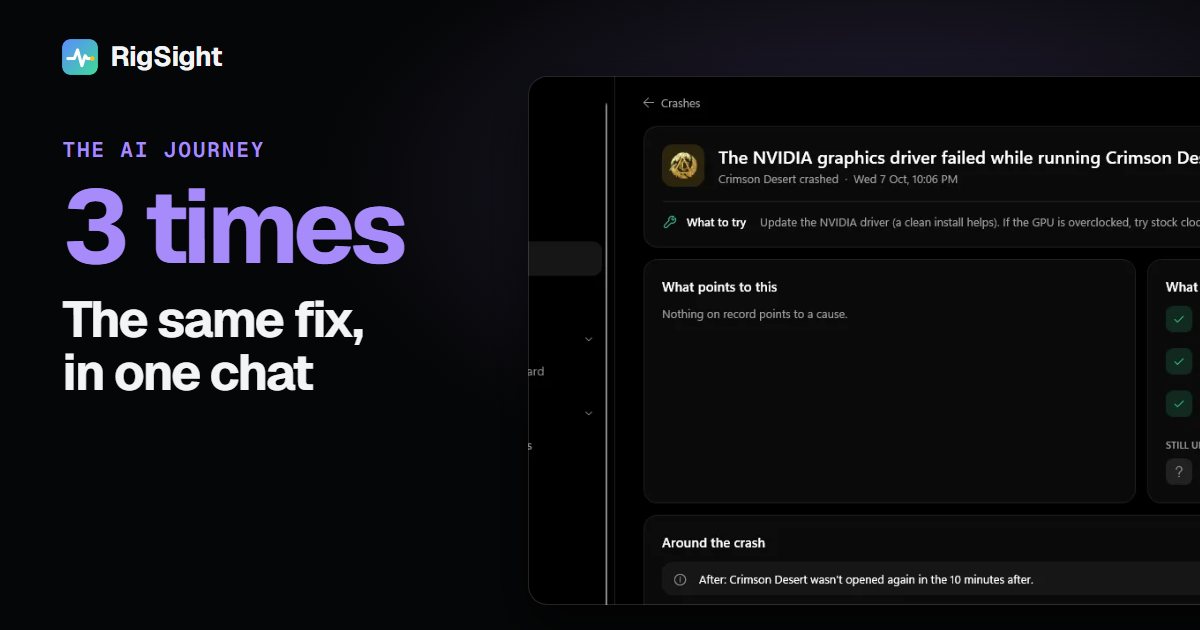 RigSight
THE AI JOURNEY
3 times
The same fix,
in one chat
Crashes
The NVIDIA graphics driver failed while running Crimson De
Crimson Desert crashed · Wed 7 Oct, 10:06 PM
What to try Update the NVIDIA driver (a clean install helps). If the GPU is overclocked, try stock cloc
What points to this
Nothing on record points to a cause.
What
STILL U
?
ard
s
Around the crash
After: Crimson Desert wasn't opened again in the 10 minutes after.